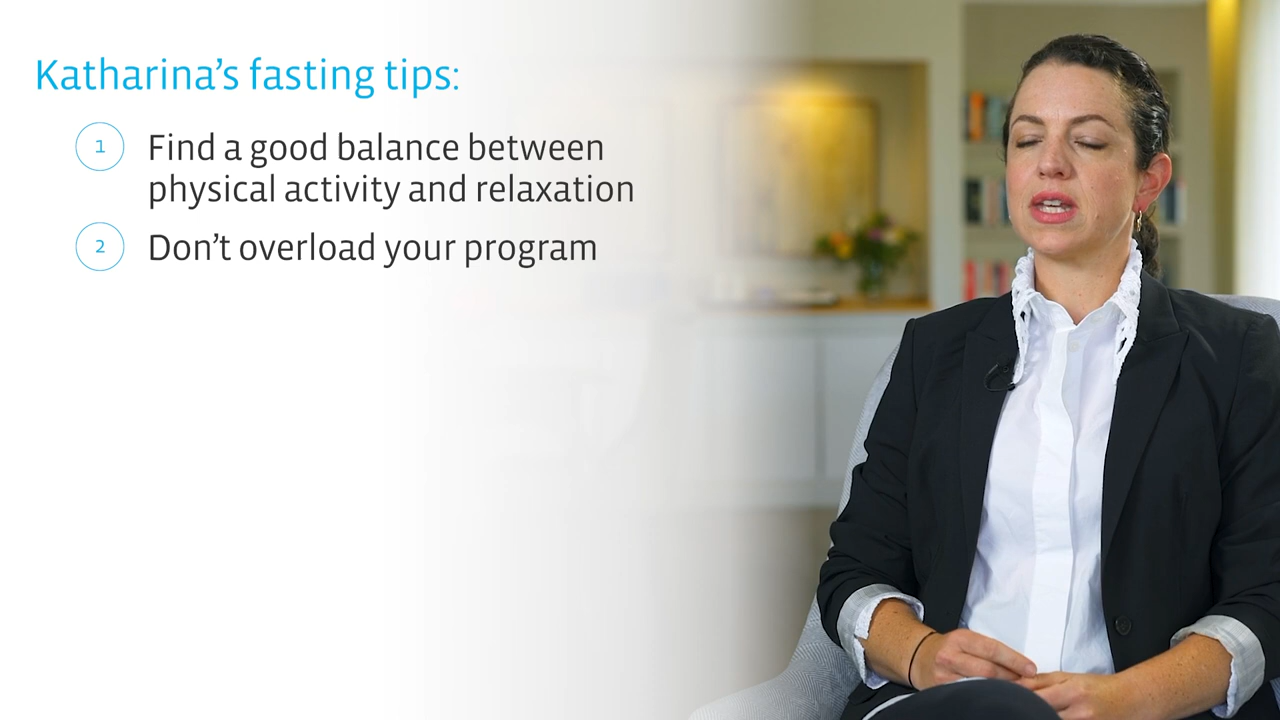 Katharina’s fasting tips:
1 Find a good balance between
physical activity and relaxation
2 Don’t overload your program